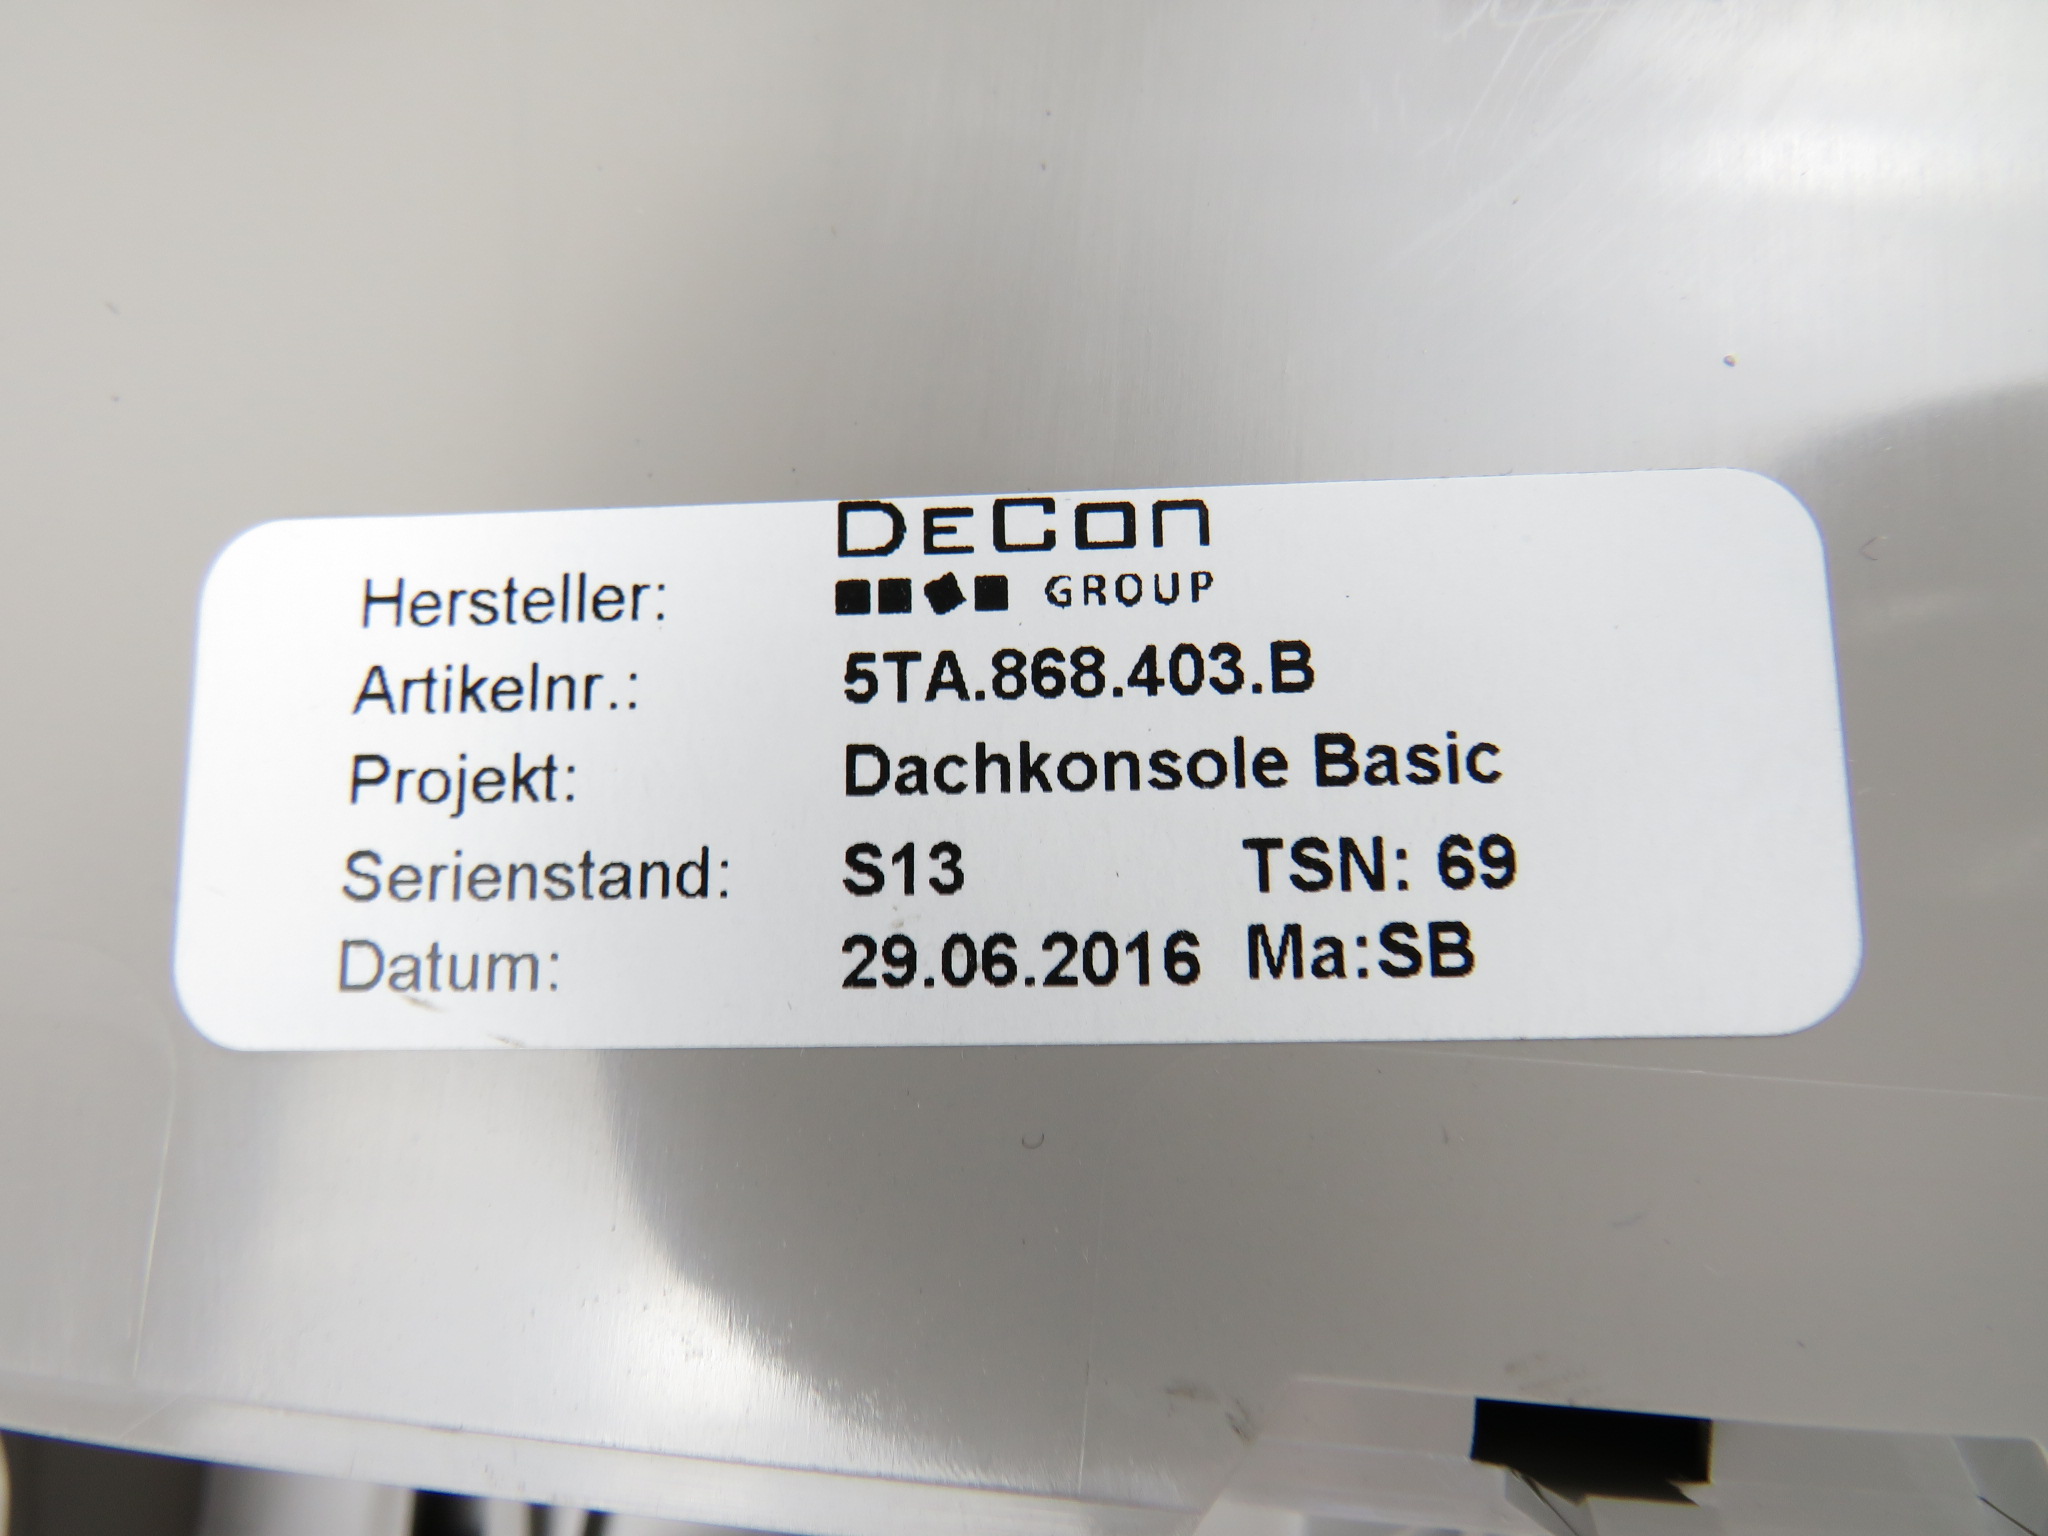 DeCon
Hersteller: GROUP
Artikelnr.: 5TA.868.403.B
Projekt: Dachkonsole Basic
Serienstand: S13 TSN: 69
Datum: 29.06.2016 Ma:SB